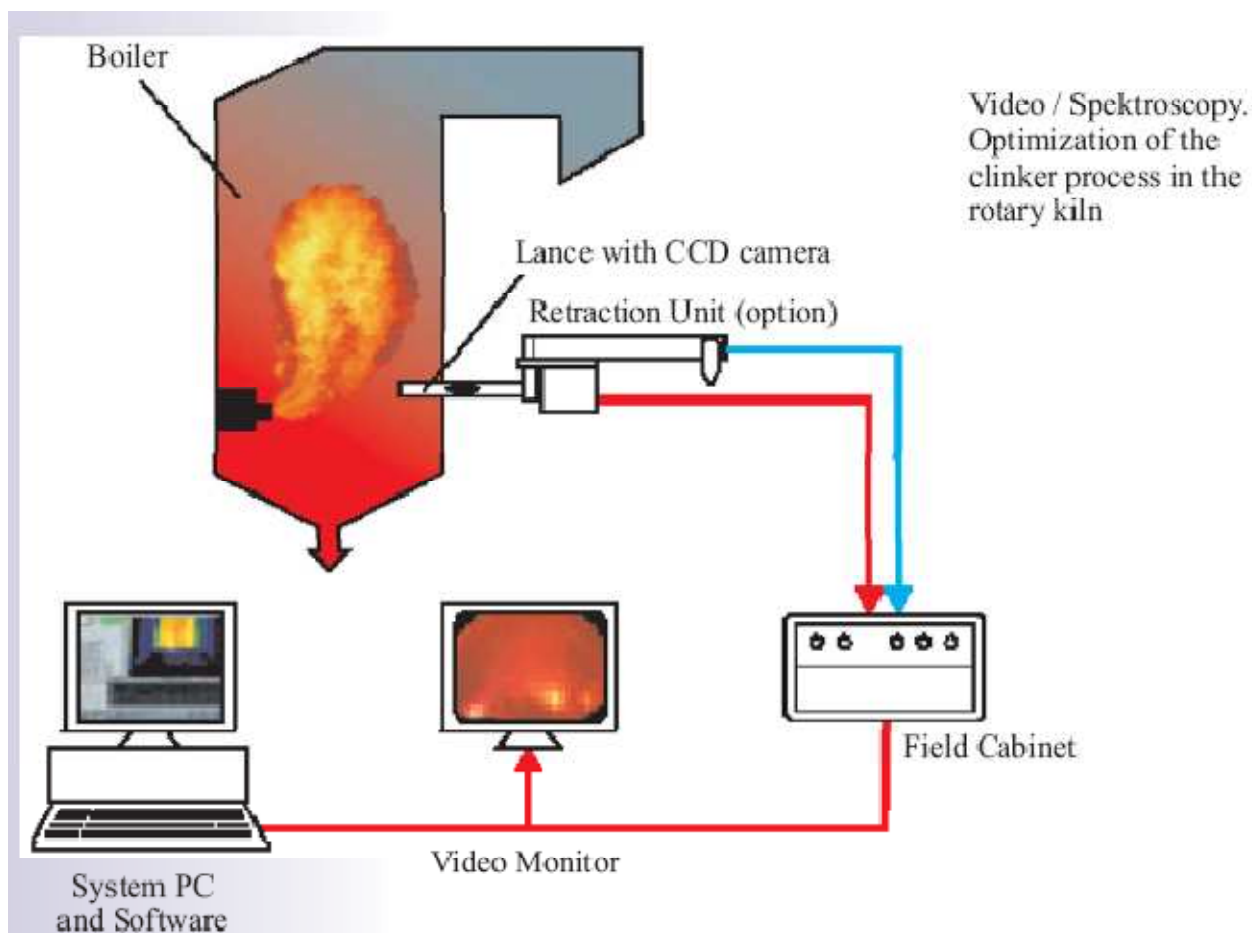 Boiler
Video / Spektroscopy.
Optimization of the
clinker process in the
rotary kiln
Lance with CCD camera
Retraction Unit (option)
Field Cabinet
Video Monitor
System PC
and Software